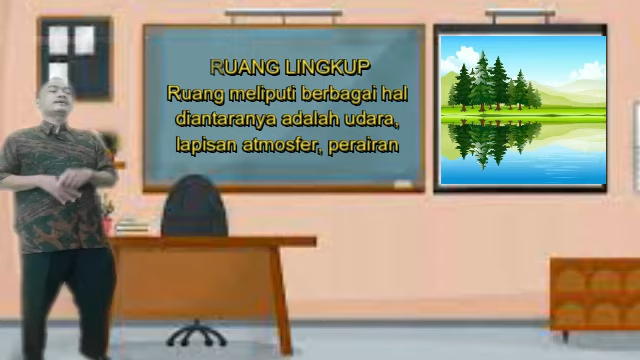 RUANG LINGKUP
Ruang meliputi berbagai hal
diantaranya adalah udara,
lapisan atmosfer, perairan